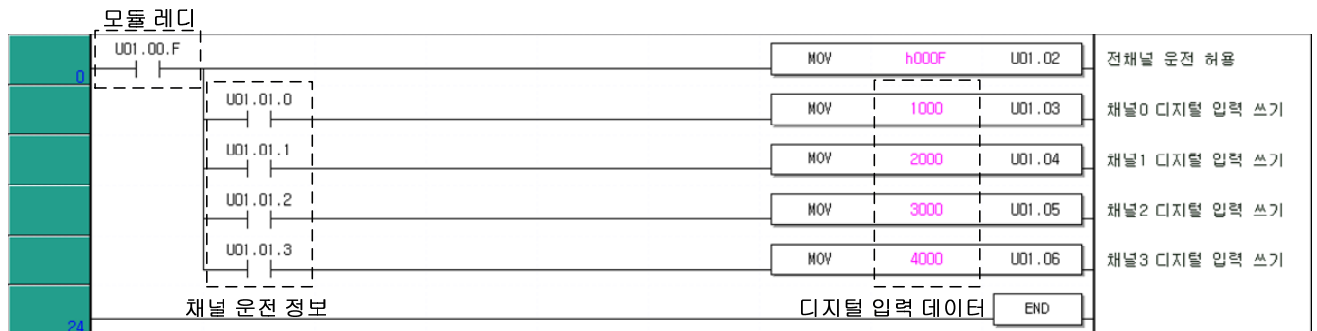 모듈 레디
U01.00.F
MOV h000F U01.02 전채널 운전 허용
0
U01.01.0
MOV 1000 U01.03 채널0 디지털 입력 쓰기
U01.01.1
MOV 2000 U01.04 채널1 디지털 입력 쓰기
U01.01.2
MOV 3000 U01.05 채널2 디지털 입력 쓰기
U01.01.3
MOV 4000 U01.06 채널3 디지털 입력 쓰기
채널 운전 정보 디지털 입력 데이터 END
24